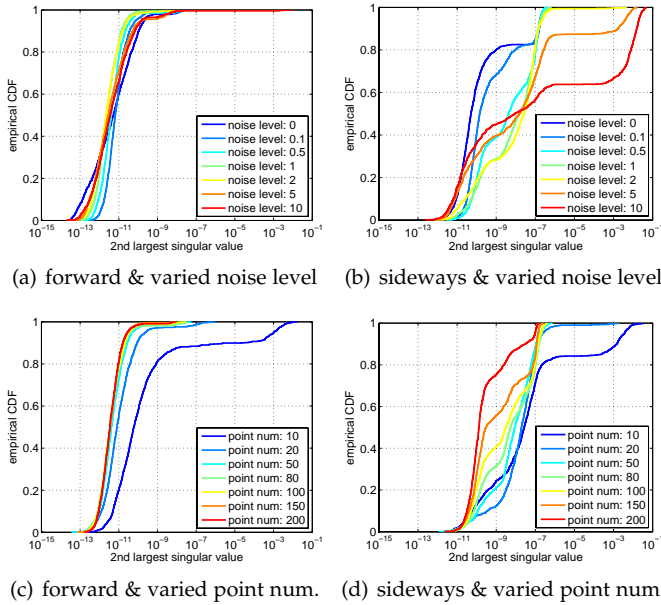 1
0.8
0.6
0.4
0.2
0
empirical CDF
noise level: 0
noise level: 0.1
noise level: 0.5
noise level: 1
noise level: 2
noise level: 5
noise level: 10
10⁻¹⁵ 10⁻¹³ 10⁻¹¹ 10⁻⁹ 10⁻⁷ 10⁻⁵ 10⁻³ 10⁻¹
2nd largest singular value
(a) forward & varied noise level
1
0.8
0.6
0.4
0.2
0
empirical CDF
noise level: 0
noise level: 0.1
noise level: 0.5
noise level: 1
noise level: 2
noise level: 5
noise level: 10
10⁻¹⁵ 10⁻¹³ 10⁻¹¹ 10⁻⁹ 10⁻⁷ 10⁻⁵ 10⁻³ 10⁻¹
2nd largest singular value
(b) sideways & varied noise level
1
0.8
0.6
0.4
0.2
0
empirical CDF
point num: 10
point num: 20
point num: 50
point num: 80
point num: 100
point num: 150
point num: 200
10⁻¹⁵ 10⁻¹³ 10⁻¹¹ 10⁻⁹ 10⁻⁷ 10⁻⁵ 10⁻³ 10⁻¹
2nd largest singular value
(c) forward & varied point num.
1
0.8
0.6
0.4
0.2
0
empirical CDF
point num: 10
point num: 20
point num: 50
point num: 80
point num: 100
point num: 150
point num: 200
10⁻¹⁵ 10⁻¹³ 10⁻¹¹ 10⁻⁹ 10⁻⁷ 10⁻⁵ 10⁻³ 10⁻¹
2nd largest singular value
(d) sideways & varied point num